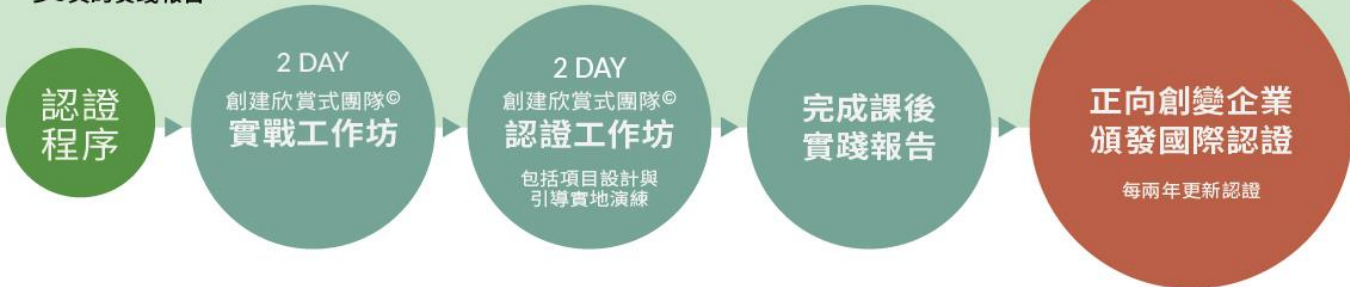 認證
程序
2 DAY
創建欣賞式團隊©
實戰工作坊
2 DAY
創建欣賞式團隊©
認證工作坊
包括項目設計與
引導實地演練
完成課後
實踐報告
正向創變企業
頒發國際認證
每兩年更新認證